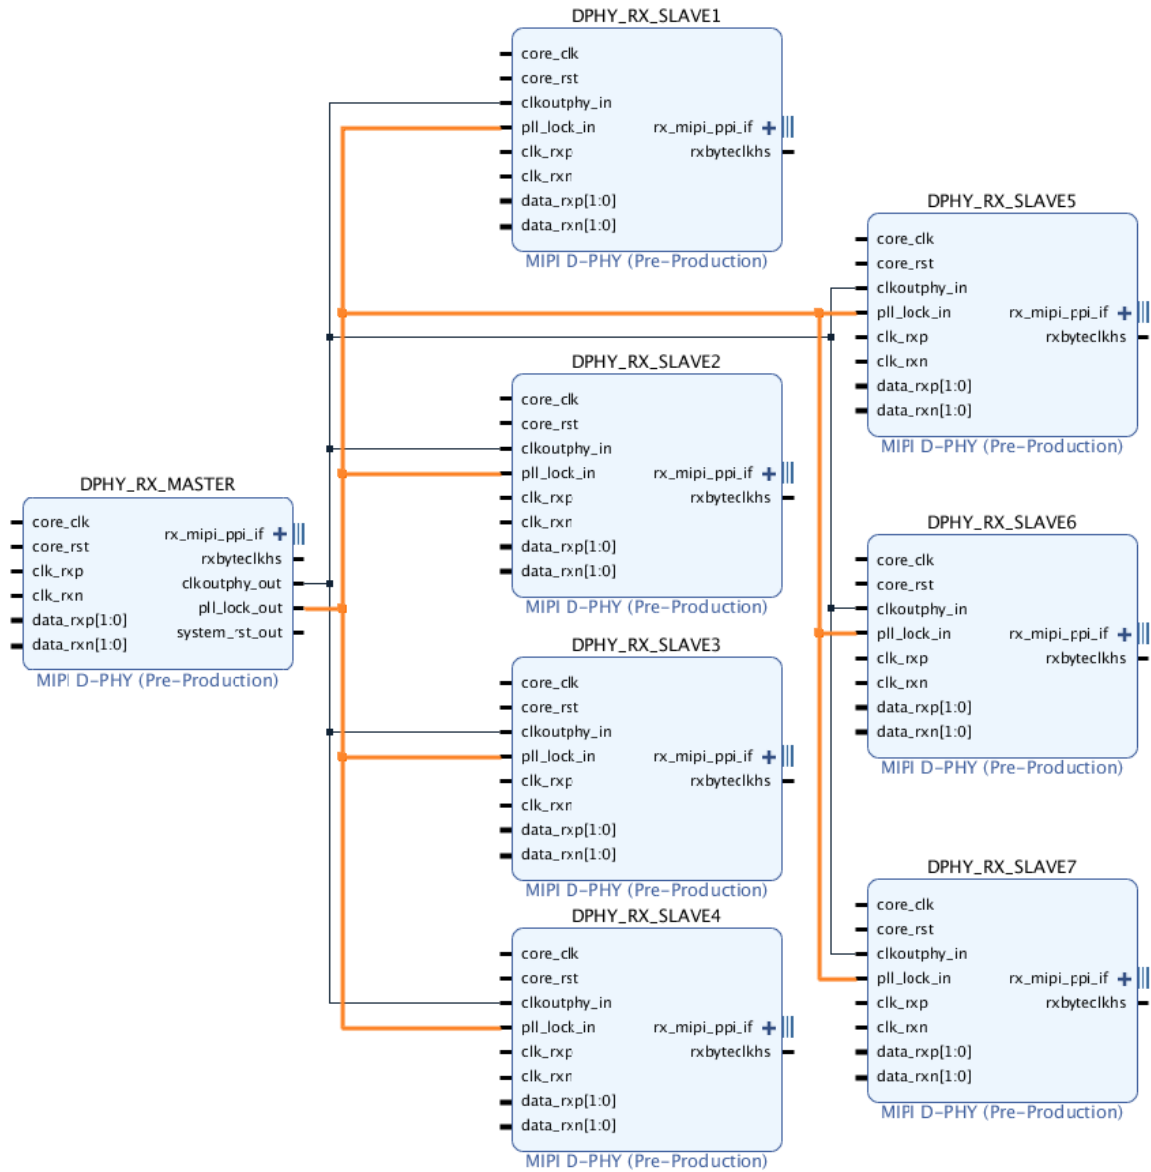 DPHY_RX_MASTER
core_clk
core_rst
clk_rxp
clk_rxn
data_rxp[1:0]
data_rxn[1:0]
rx_mipi_ppi_if
rxbyteclkhs
clkoutphy_out
pll_lock_out
system_rst_out
MIPI D-PHY (Pre-Production)
DPHY_RX_SLAVE1
core_clk
core_rst
clkoutphy_in
pll_lock_in
clk_rxp
clk_rxn
data_rxp[1:0]
data_rxn[1:0]
rx_mipi_ppi_if
rxbyteclkhs
MIPI D-PHY (Pre-Production)
DPHY_RX_SLAVE2
core_clk
core_rst
clkoutphy_in
pll_lock_in
clk_rxp
clk_rxn
data_rxp[1:0]
data_rxn[1:0]
rx_mipi_ppi_if
rxbyteclkhs
MIPI D-PHY (Pre-Production)
DPHY_RX_SLAVE3
core_clk
core_rst
clkoutphy_in
pll_lock_in
clk_rxp
clk_rxn
data_rxp[1:0]
data_rxn[1:0]
rx_mipi_ppi_if
rxbyteclkhs
MIPI D-PHY (Pre-Production)
DPHY_RX_SLAVE4
core_clk
core_rst
clkoutphy_in
pll_lock_in
clk_rxp
clk_rxn
data_rxp[1:0]
data_rxn[1:0]
rx_mipi_ppi_if
rxbyteclkhs
MIPI D-PHY (Pre-Production)
DPHY_RX_SLAVE5
core_clk
core_rst
clkoutphy_in
pll_lock_in
clk_rxp
clk_rxn
data_rxp[1:0]
data_rxn[1:0]
rx_mipi_ppi_if
rxbyteclkhs
MIPI D-PHY (Pre-Production)
DPHY_RX_SLAVE6
core_clk
core_rst
clkoutphy_in
pll_lock_in
clk_rxp
clk_rxn
data_rxp[1:0]
data_rxn[1:0]
rx_mipi_ppi_if
rxbyteclkhs
MIPI D-PHY (Pre-Production)
DPHY_RX_SLAVE7
core_clk
core_rst
clkoutphy_in
pll_lock_in
clk_rxp
clk_rxn
data_rxp[1:0]
data_rxn[1:0]
rx_mipi_ppi_if
rxbyteclkhs
MIPI D-PHY (Pre-Production)